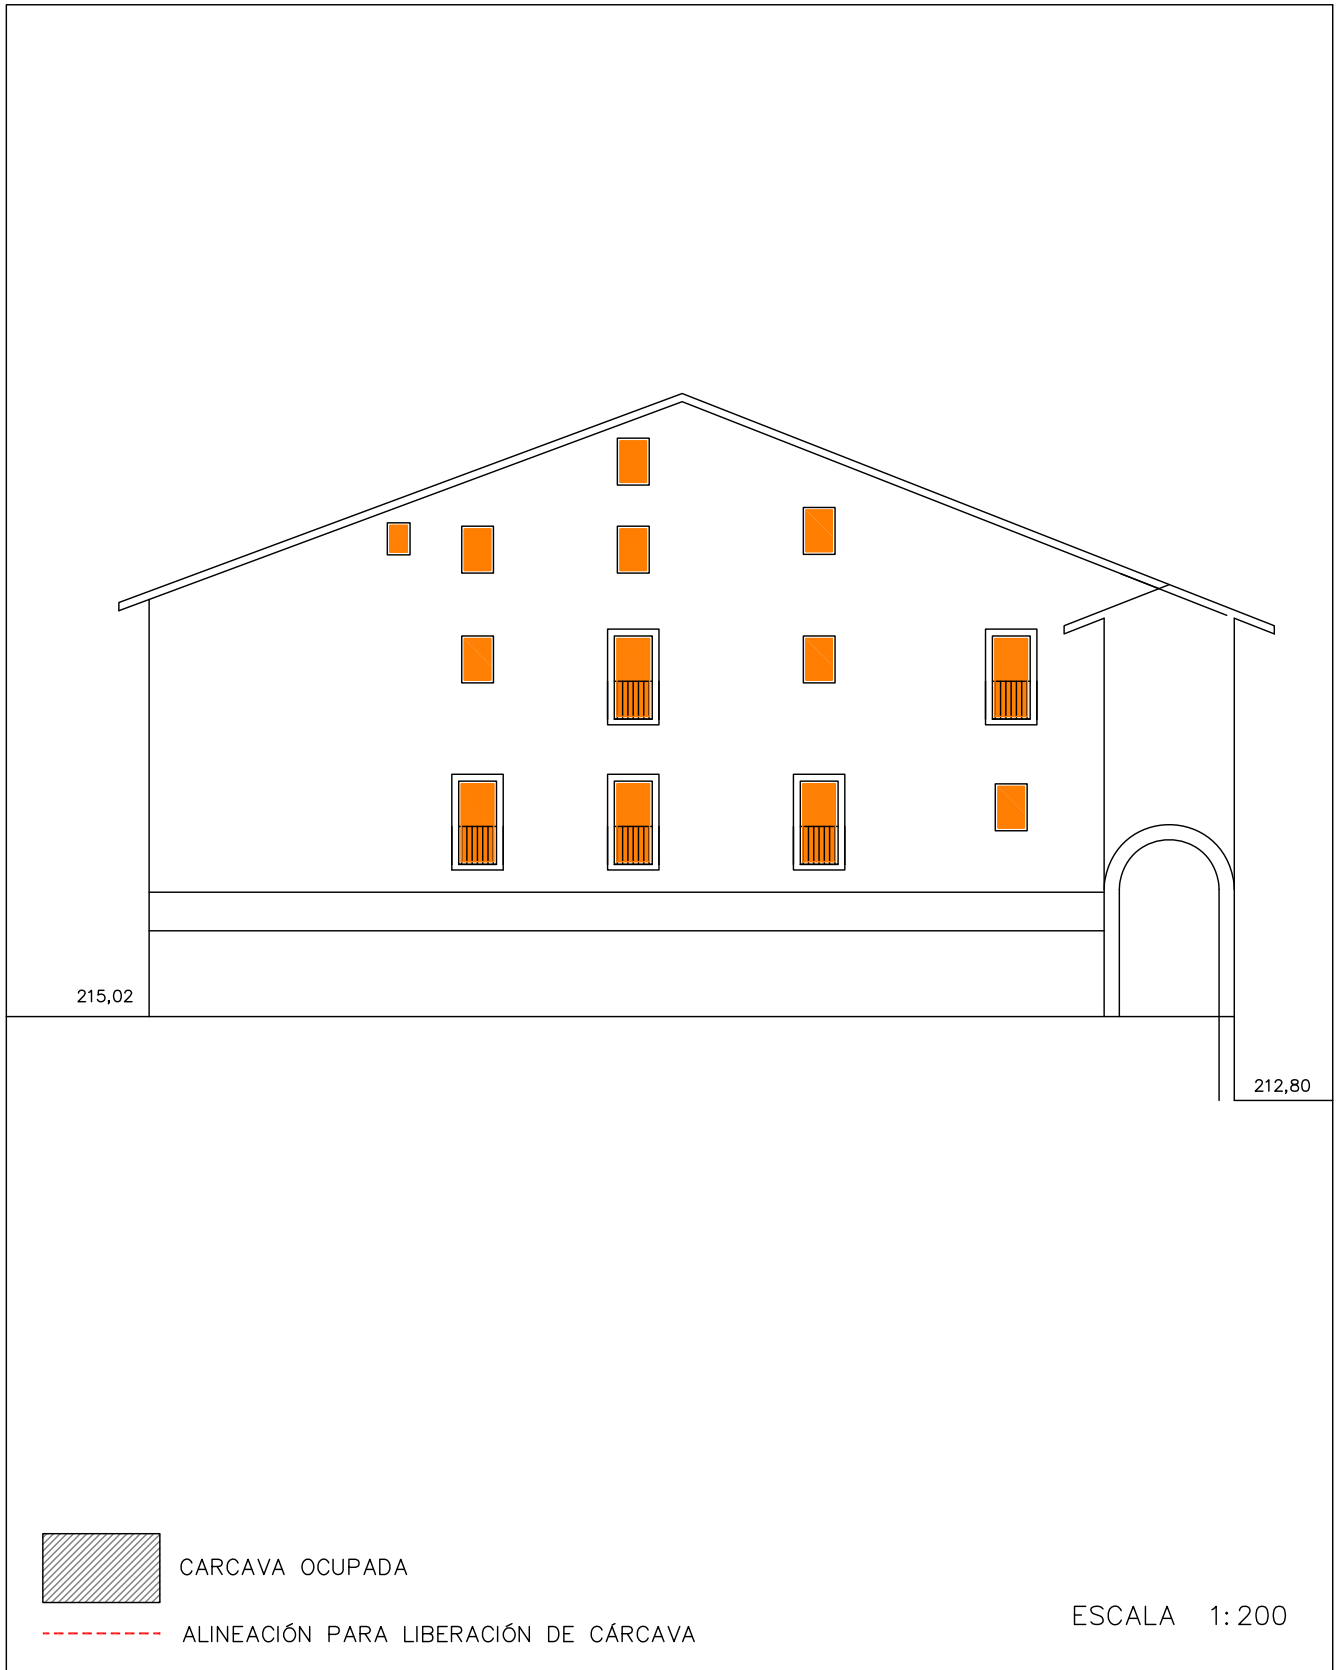 215,02
212,80
CARCAVA OCUPADA
ALINEACIÓN PARA LIBERACIÓN DE CÁRCAVA
ESCALA 1:200